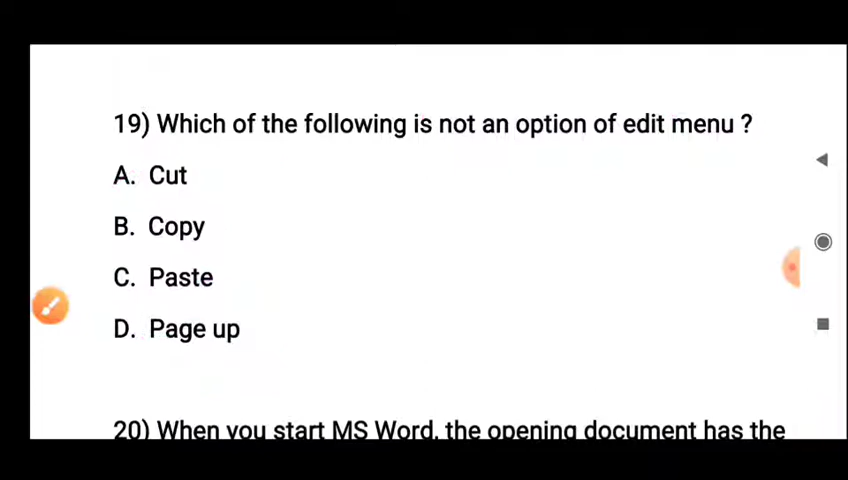 19) Which of the following is not an option of edit menu ?
A. Cut
B. Copy
C. Paste
D. Page up
20) When you start MS Word, the opening document has the